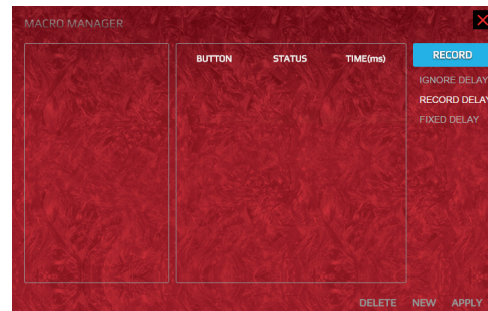 MACRO MANAGER
BUTTON STATUS TIME(ms)
RECORD
IGNORE DELAY
RECORD DELAY
FIXED DELAY
DELETE NEW APPLY